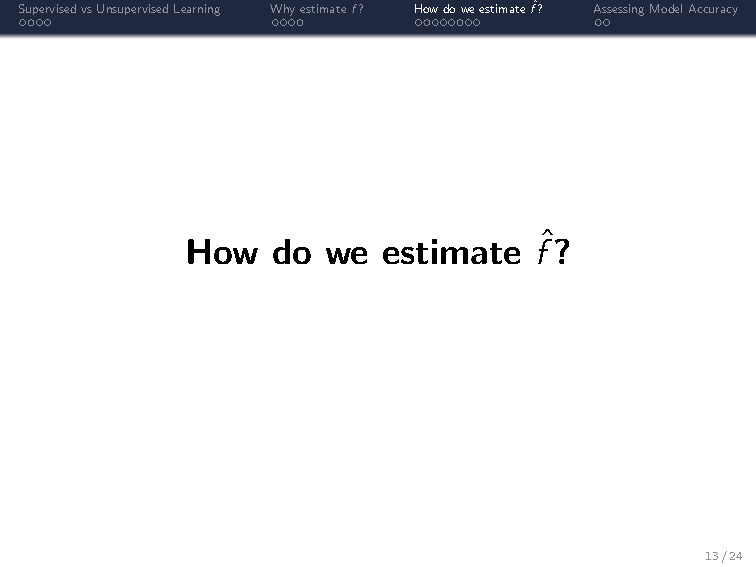 Supervised vs Unsupervised Learning Why estimate f? How do we estimate f̂? Assessing Model Accuracy
How do we estimate f̂?
13 / 24